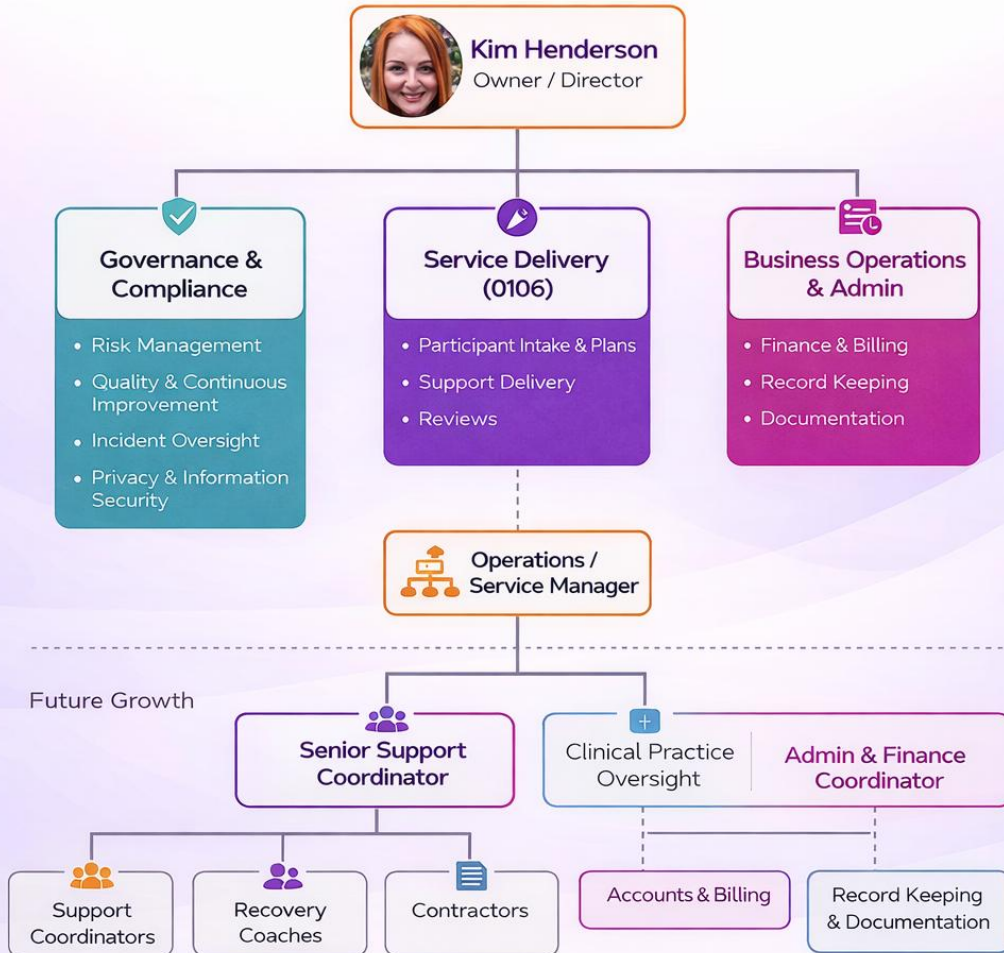 Kim Henderson
Owner / Director
Governance &
Compliance
• Risk Management
• Quality & Continuous
Improvement
• Incident Oversight
• Privacy & Information
Security
Service Delivery
(0106)
• Participant Intake & Plans
• Support Delivery
• Reviews
Business Operations
& Admin
• Finance & Billing
• Record Keeping
• Documentation
Operations /
Service Manager
Future Growth
Senior Support
Coordinator
Clinical Practice
Oversight
Admin & Finance
Coordinator
Support
Coordinators
Recovery
Coaches
Contractors
Accounts & Billing
Record Keeping
& Documentation